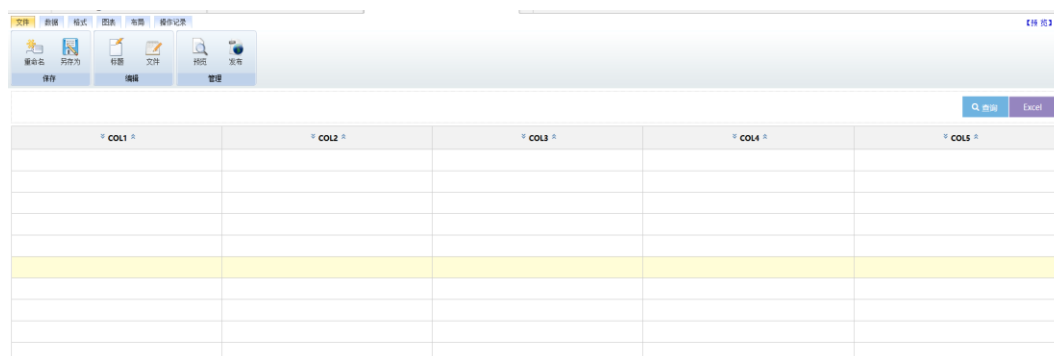 文件 数据 格式 图表 布局 操作记录
【预 览】
重命名 另存为 标题 文件 预览 发布
保存 编辑 管理
查询 Excel
COL1 COL2 COL3 COL4 COL5